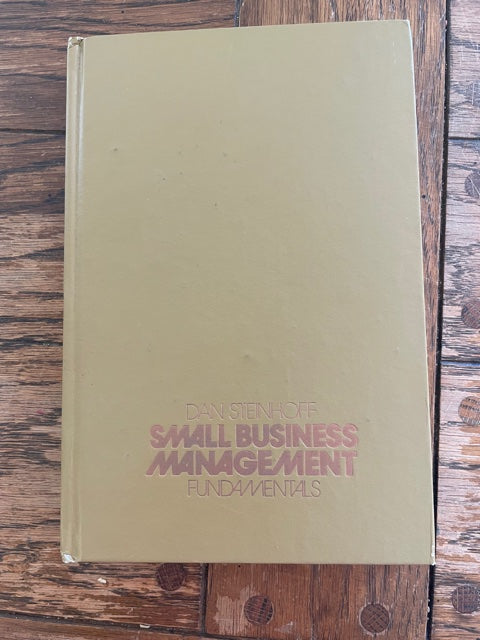 DAN STEINHOFF
SMALL BUSINESS
MANAGEMENT
FUNDAMENTALS